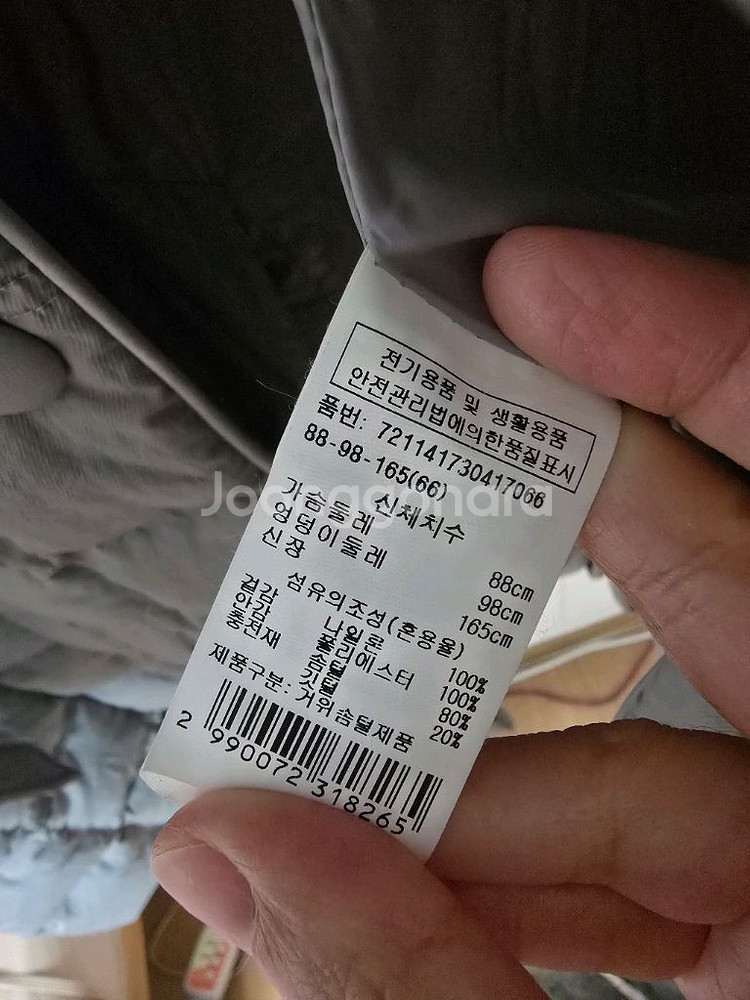 전기용품 및 생활용품
안전관리법에의한품질표시
품번: 721141730417066
88-98-165(66)
신체치수
가슴둘레 88cm
엉덩이둘레 98cm
신장 165cm
섬유의조성(혼용율)
겉감 나일론 100%
안감 폴리에스터 100%
충전재 솜털 80%
깃털 20%
제품구분: 거위솜털제품
2 990072 318265
Joonggonara